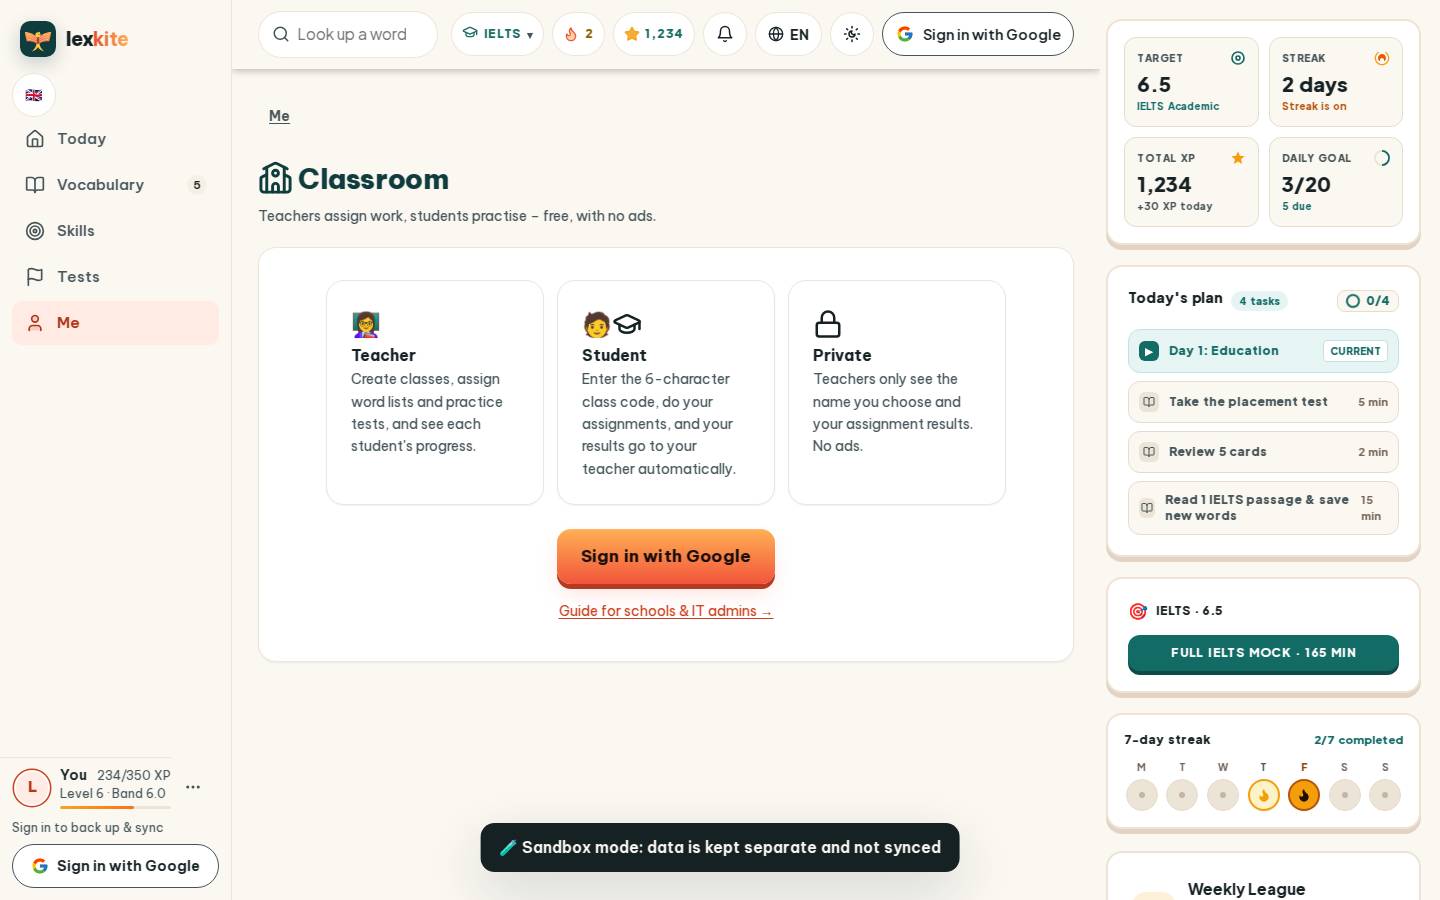 lexkite
Today
Vocabulary 5
Skills
Tests
Me
You 234/350 XP
Level 6 · Band 6.0
Sign in to back up & sync
Sign in with Google
Look up a word
IELTS ▾
2
1,234
EN
Sign in with Google
Me
Classroom
Teachers assign work, students practise – free, with no ads.
Teacher
Create classes, assign
word lists and practice
tests, and see each
student's progress.
Student
Enter the 6-character
class code, do your
assignments, and your
results go to your
teacher automatically.
Private
Teachers only see the
name you choose and
your assignment results.
No ads.
Sign in with Google
Guide for schools & IT admins →
🧪 Sandbox mode: data is kept separate and not synced
TARGET
6.5
IELTS Academic
STREAK
2 days
Streak is on
TOTAL XP
1,234
+30 XP today
DAILY GOAL
3/20
5 due
Today's plan 4 tasks 0/4
Day 1: Education CURRENT
Take the placement test 5 min
Review 5 cards 2 min
Read 1 IELTS passage & save new words 15 min
IELTS · 6.5
FULL IELTS MOCK · 165 MIN
7-day streak 2/7 completed
M T W T F S S
Weekly League
L